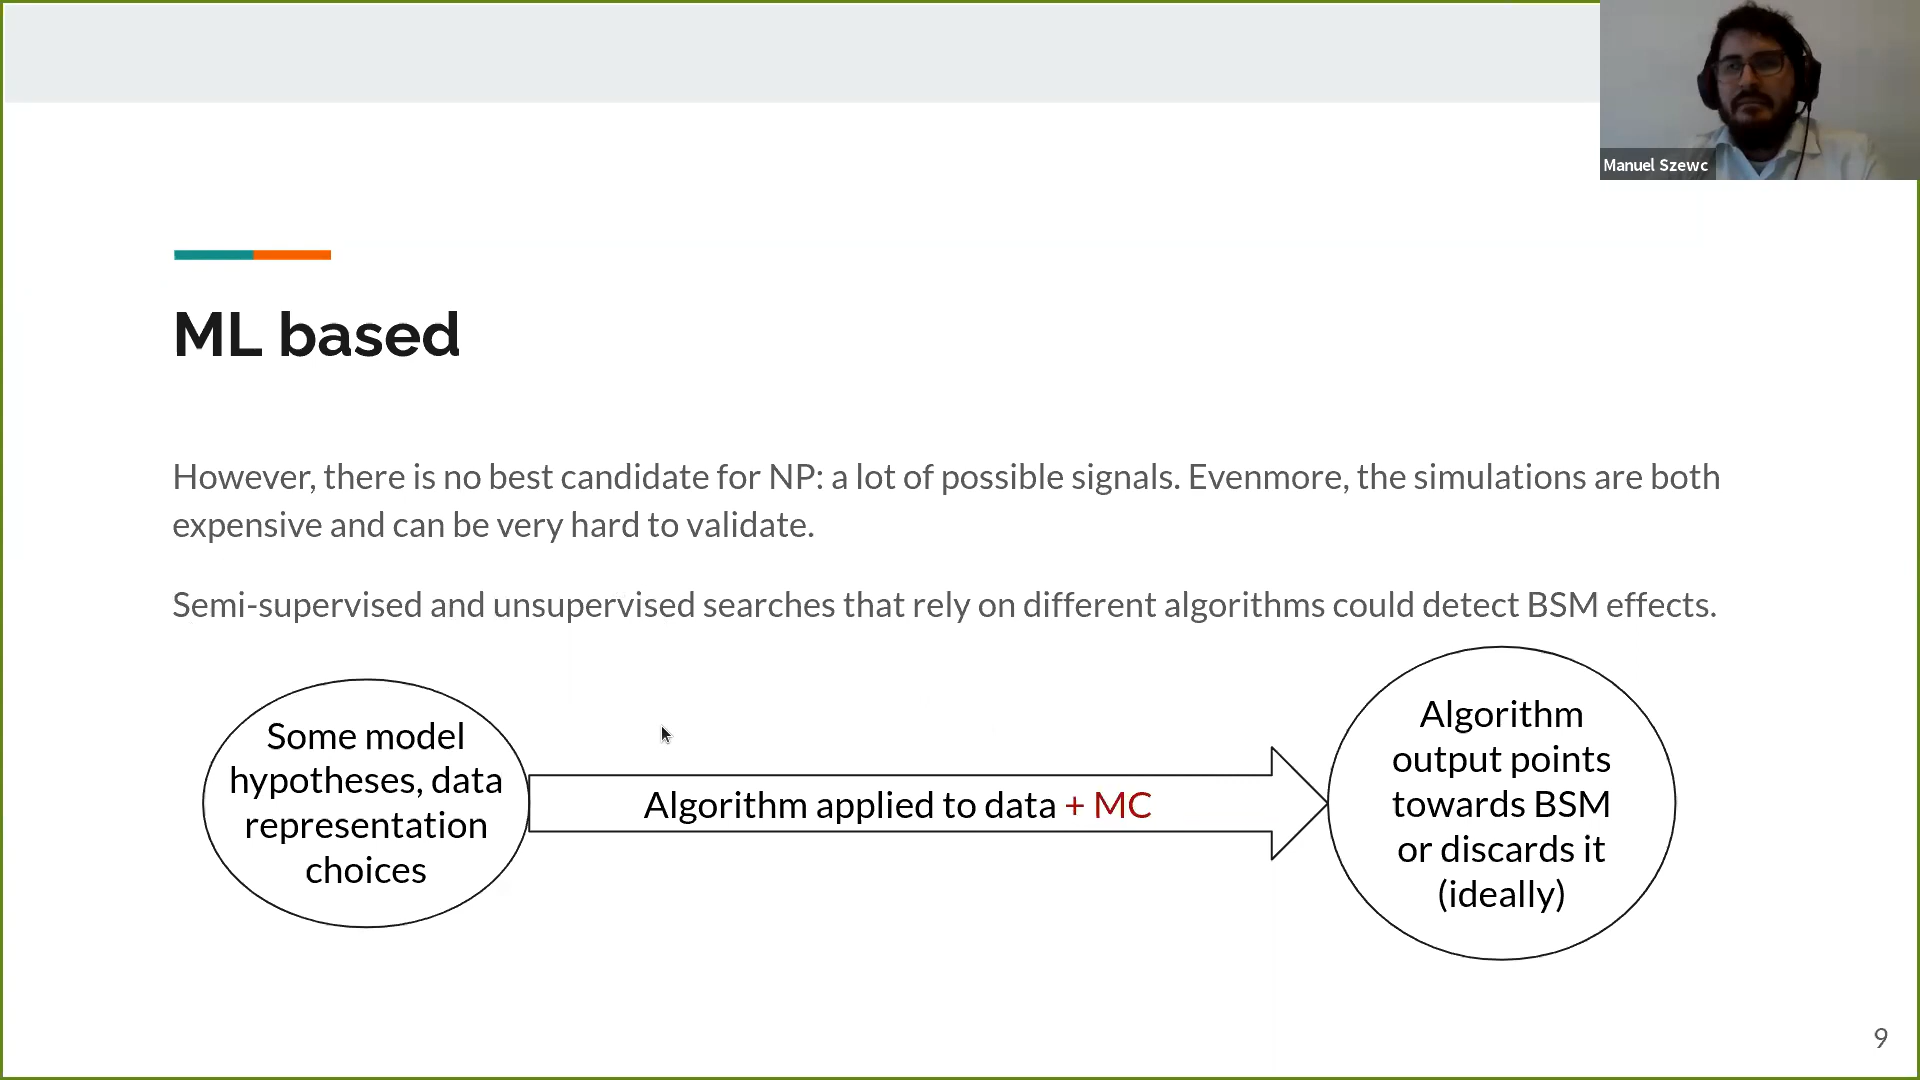 Manuel Szewc
ML based
However, there is no best candidate for NP: a lot of possible signals. Evenmore, the simulations are both
expensive and can be very hard to validate.
Semi-supervised and unsupervised searches that rely on different algorithms could detect BSM effects.
Some model
hypotheses, data
representation
choices
Algorithm applied to data + MC
Algorithm
output points
towards BSM
or discards it
(ideally)
9